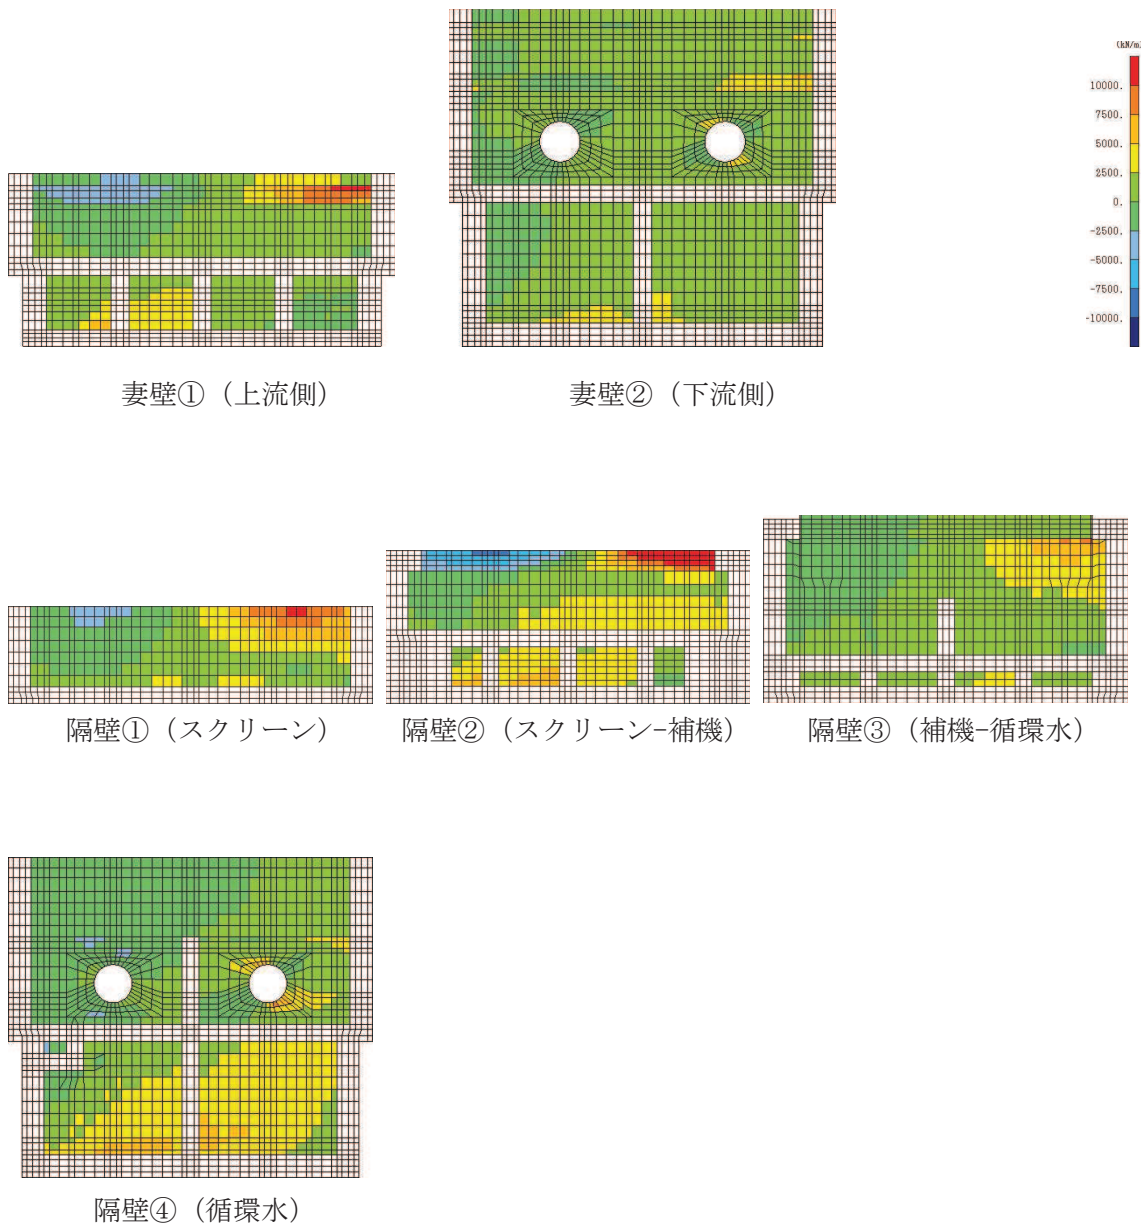 (kN/m
10000.
7500.
5000.
2500.
0.
-2500.
-5000.
-7500.
-10000.
妻壁①（上流側）
妻壁②（下流側）
隔壁①（スクリーン）
隔壁②（スクリーン−補機）
隔壁③（補機−循環水）
隔壁④（循環水）